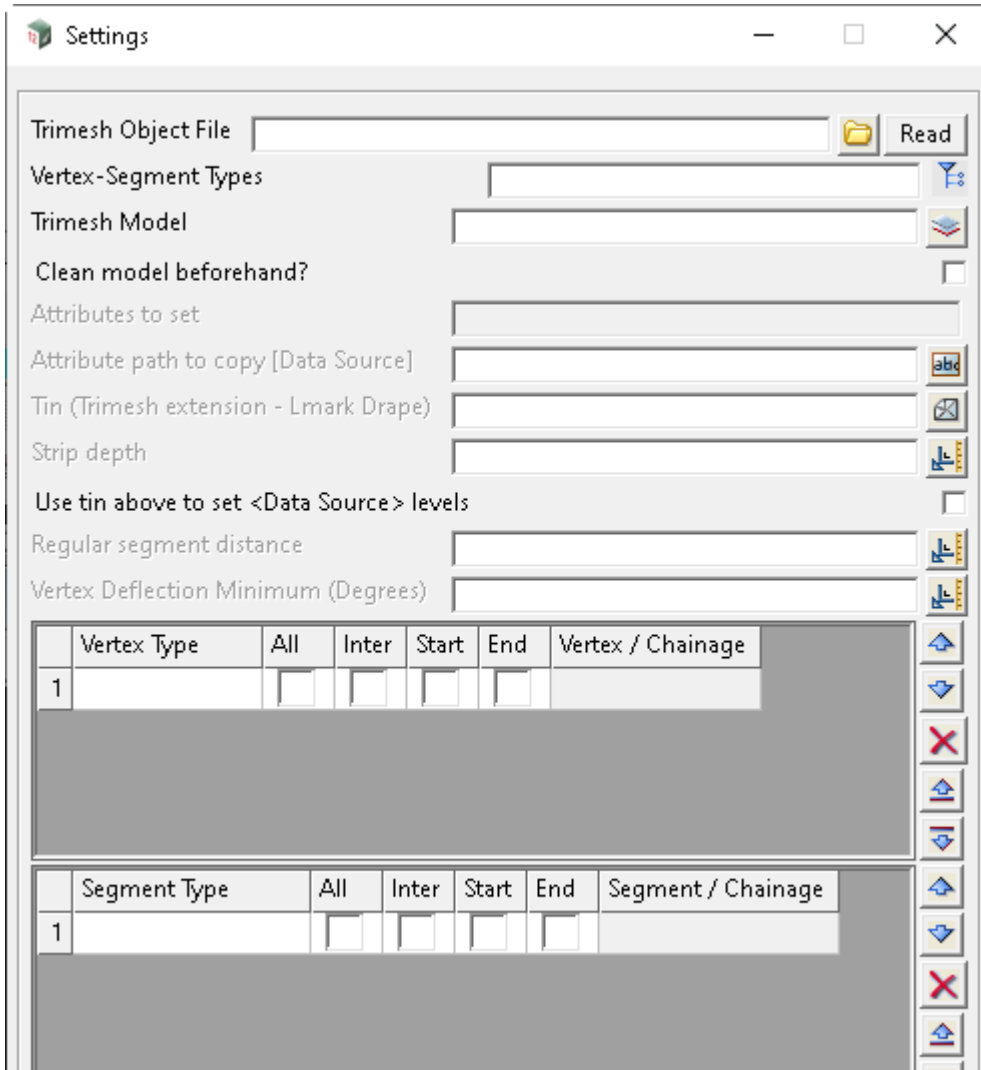 Settings
Trimesh Object File Read
Vertex-Segment Types
Trimesh Model
Clean model beforehand?
Attributes to set
Attribute path to copy [Data Source] abc
Tin (Trimesh extension - Lmark Drape)
Strip depth
Use tin above to set <Data Source> levels
Regular segment distance
Vertex Deflection Minimum (Degrees)
Vertex Type All Inter Start End Vertex / Chainage
1
Segment Type All Inter Start End Segment / Chainage
1